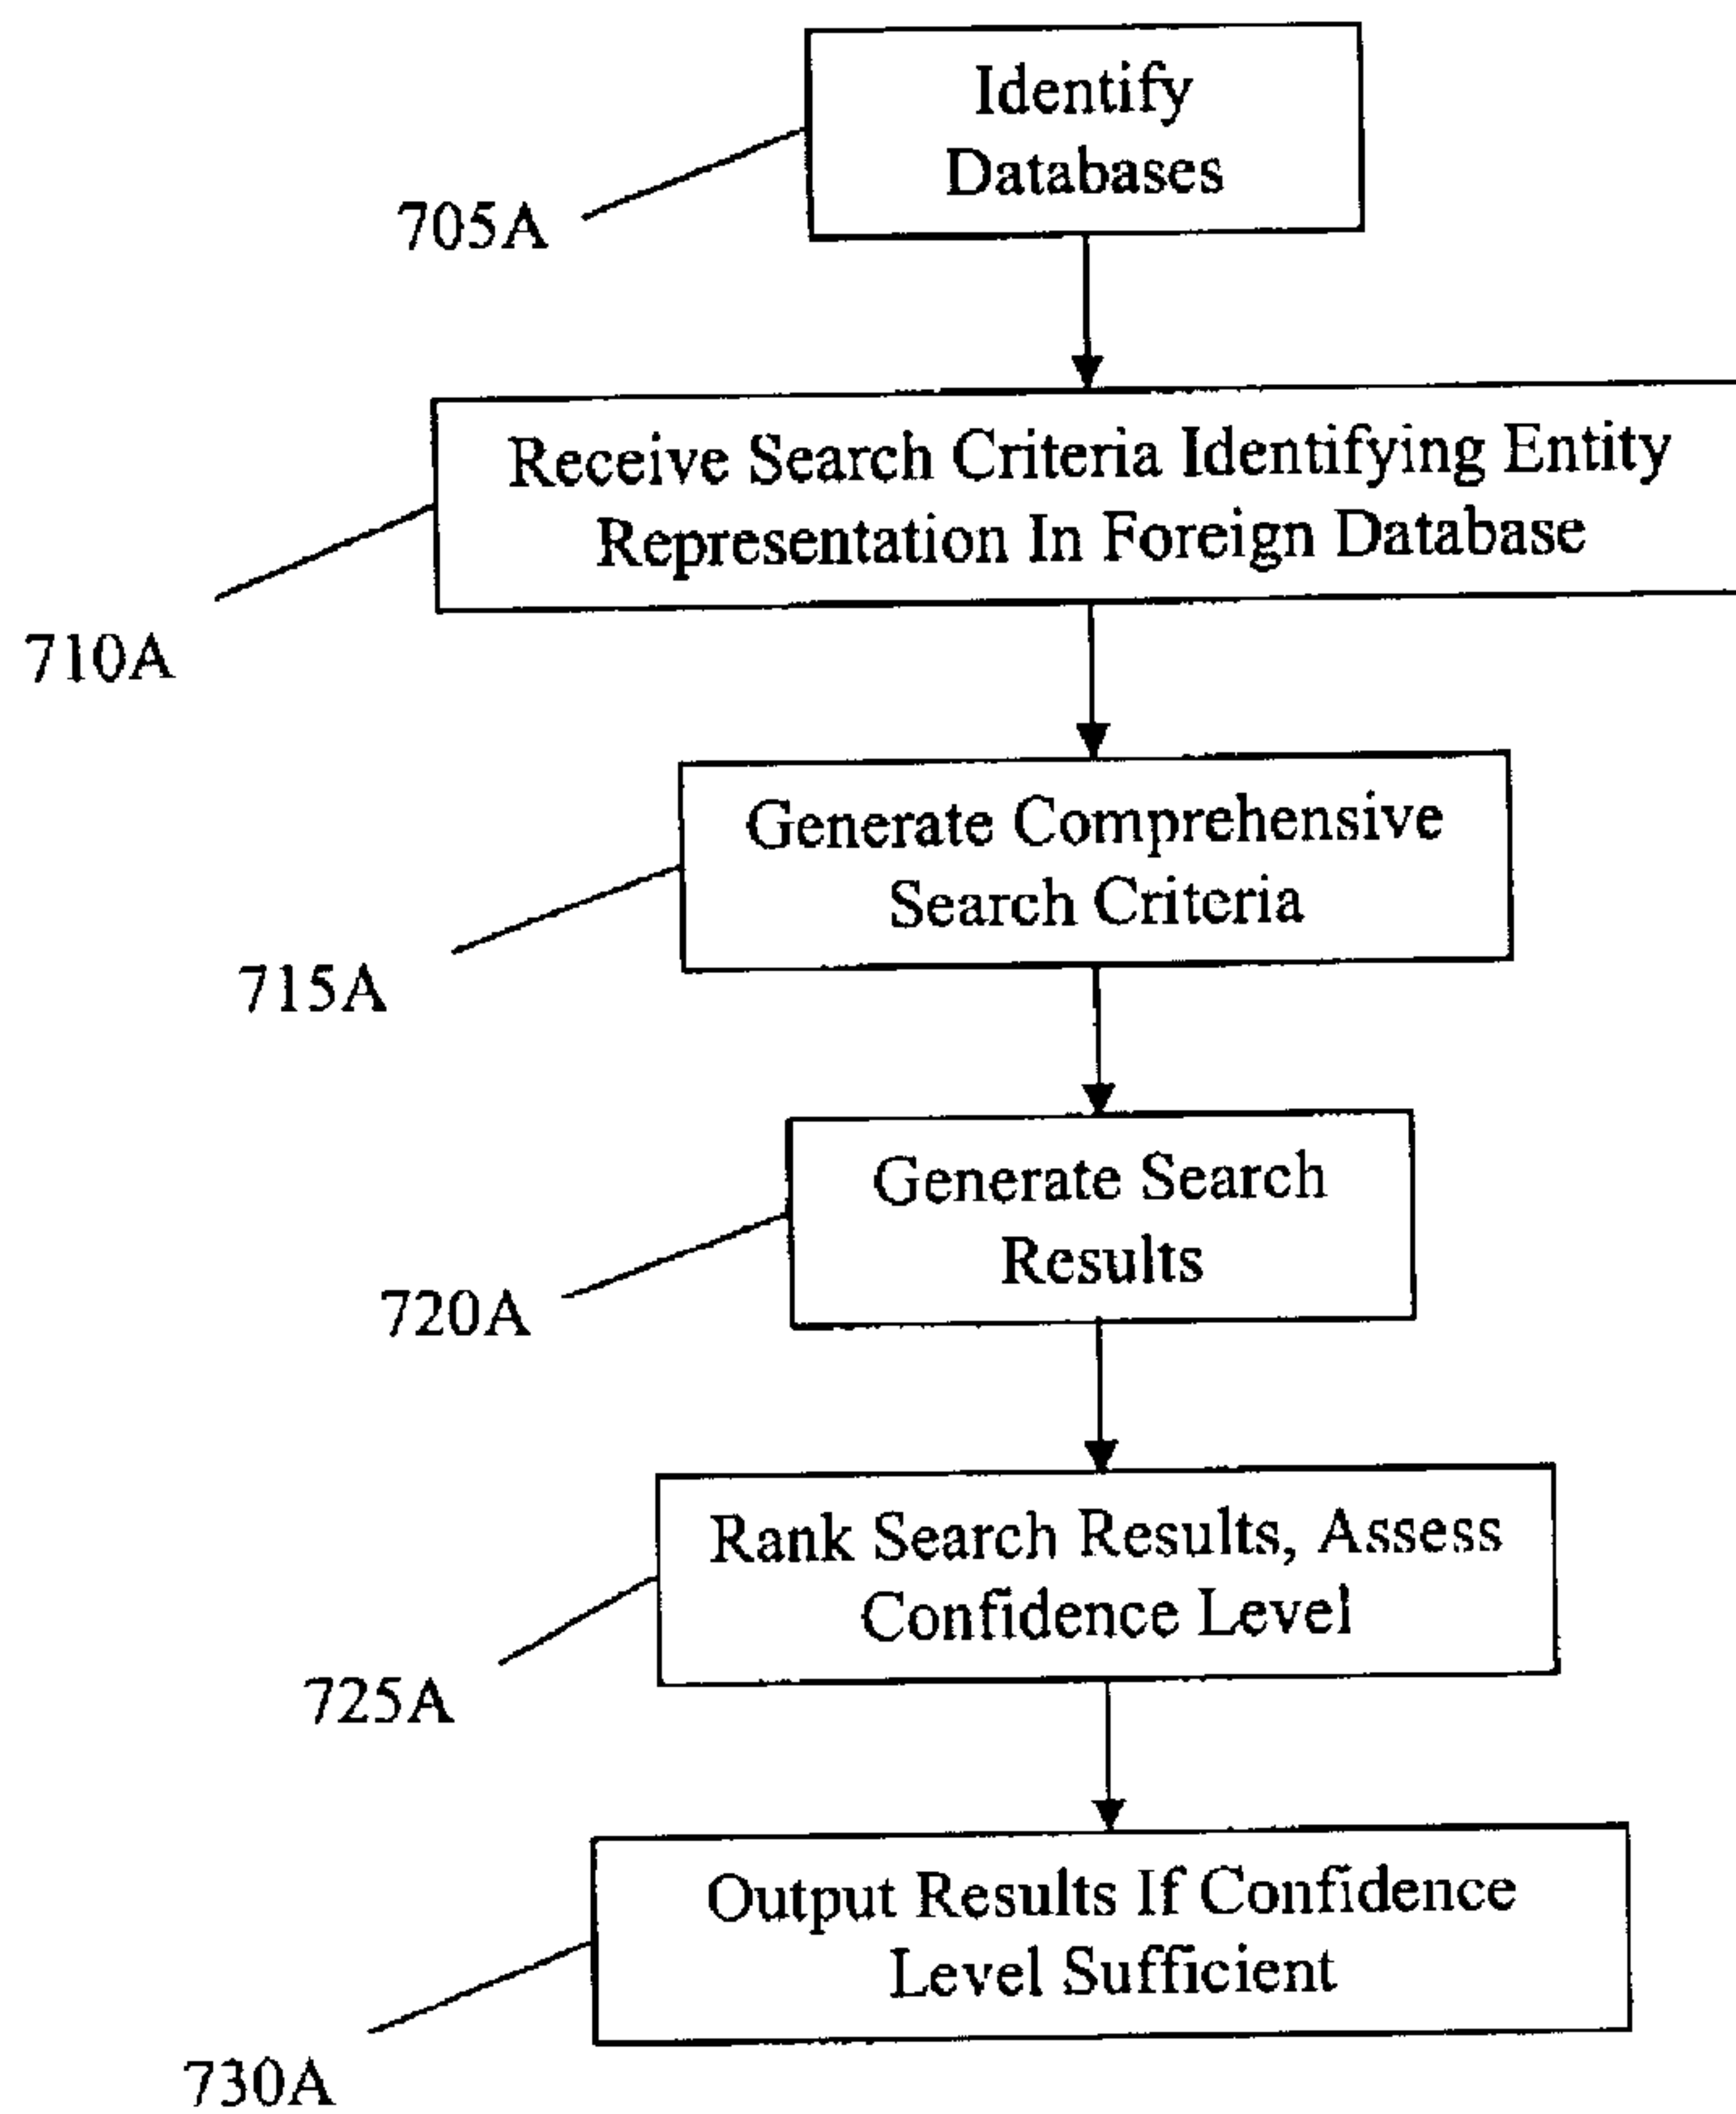 Identify
Databases
705A
Receive Search Criteria Identifying Entity
Representation In Foreign Database
710A
Generate Comprehensive
Search Criteria
715A
Generate Search
Results
720A
Rank Search Results, Assess
Confidence Level
725A
Output Results If Confidence
Level Sufficient
730A